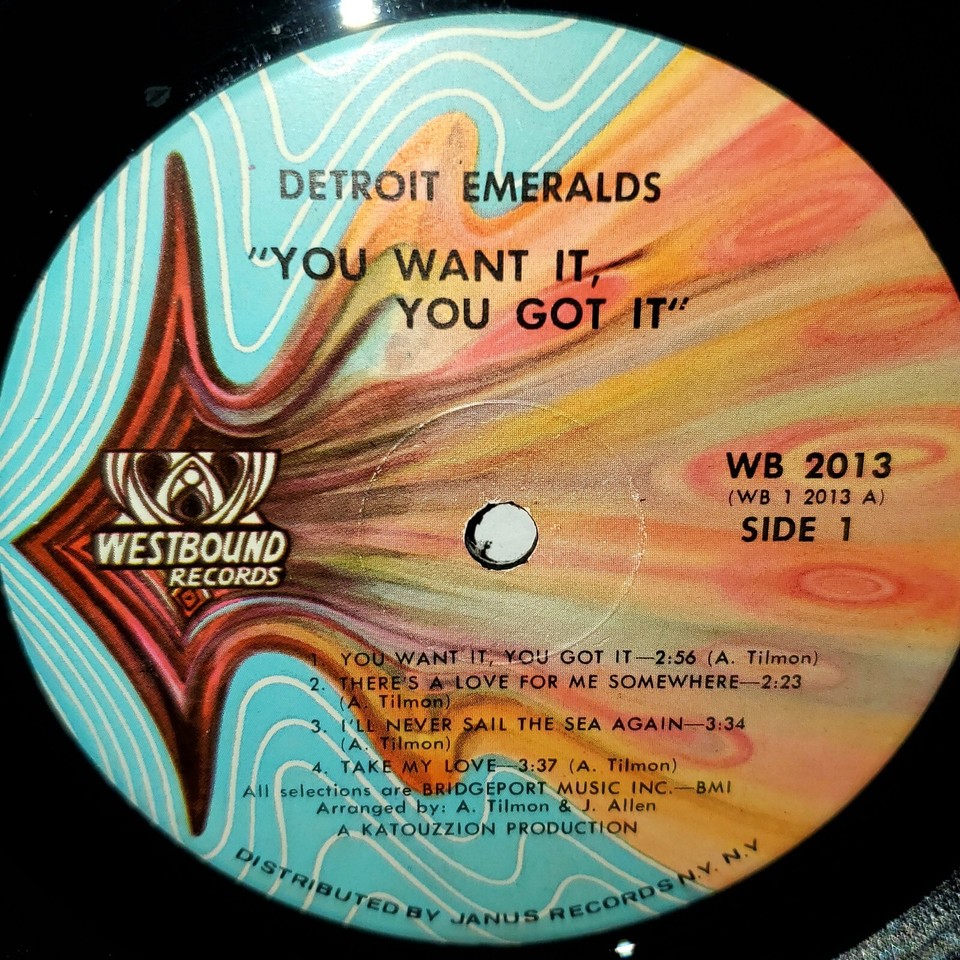 DETROIT EMERALDS
"YOU WANT IT,
YOU GOT IT"
WB 2013
(WB 1 2013 A)
SIDE 1
WESTBOUND
RECORDS
1. YOU WANT IT, YOU GOT IT—2:56 (A. Tilmon)
2. THERE'S A LOVE FOR ME SOMEWHERE—2:23
(A. Tilmon)
3. I'LL NEVER SAIL THE SEA AGAIN—3:34
(A. Tilmon)
4. TAKE MY LOVE—3:37 (A. Tilmon)
All selections are BRIDGEPORT MUSIC INC.—BMI
Arranged by: A. Tilmon & J. Allen
A KATOUZZION PRODUCTION
DISTRIBUTED BY JANUS RECORDS N.Y. N.Y